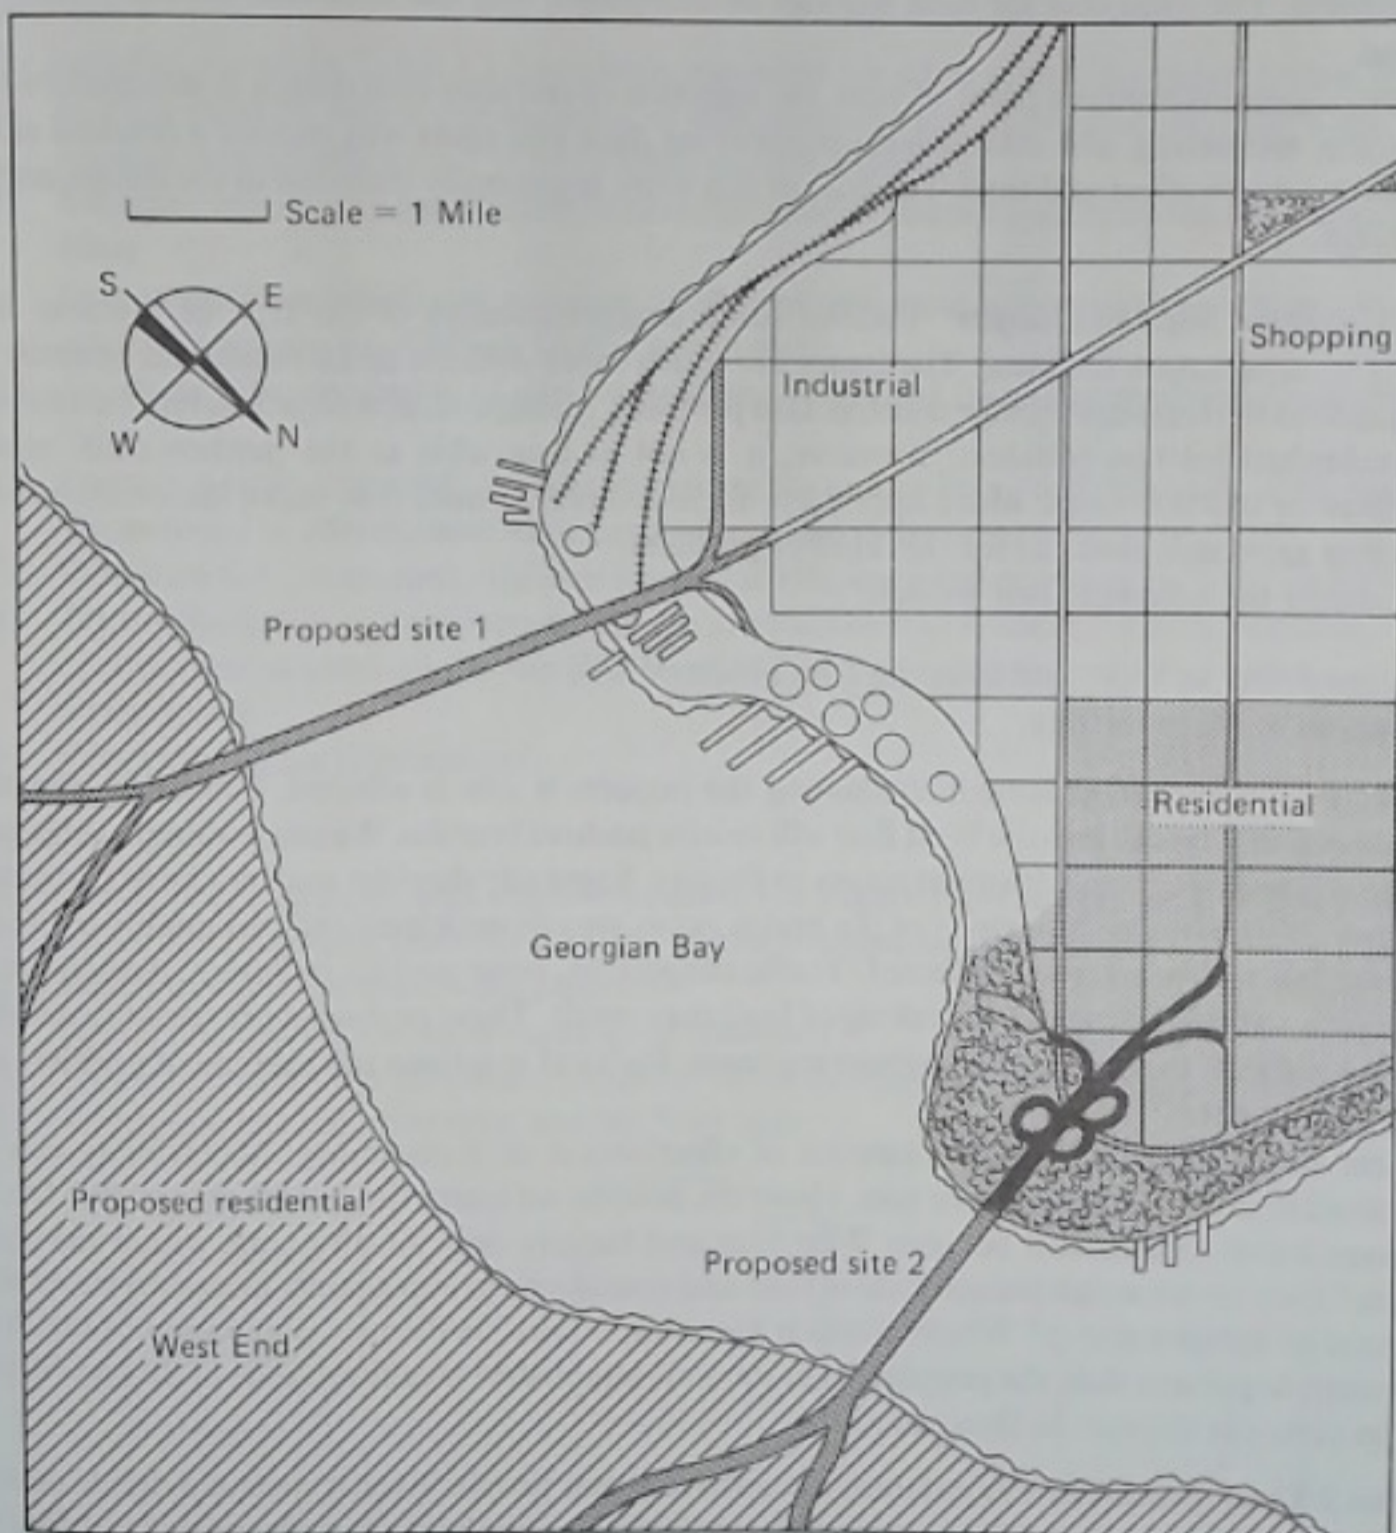 Scale = 1 Mile
S
E
W
N
Shopping
Industrial
Proposed site 1
Residential
Georgian Bay
Proposed residential
Proposed site 2
West End